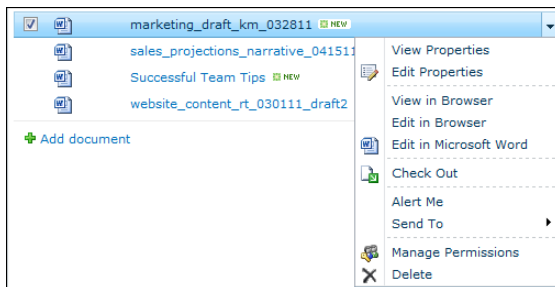 marketing_draft_km_032811 NEW
sales_projections_narrative_041511
Successful Team Tips NEW
website_content_rt_030111_draft2
Add document
View Properties
Edit Properties
View in Browser
Edit in Browser
Edit in Microsoft Word
Check Out
Alert Me
Send To
Manage Permissions
Delete